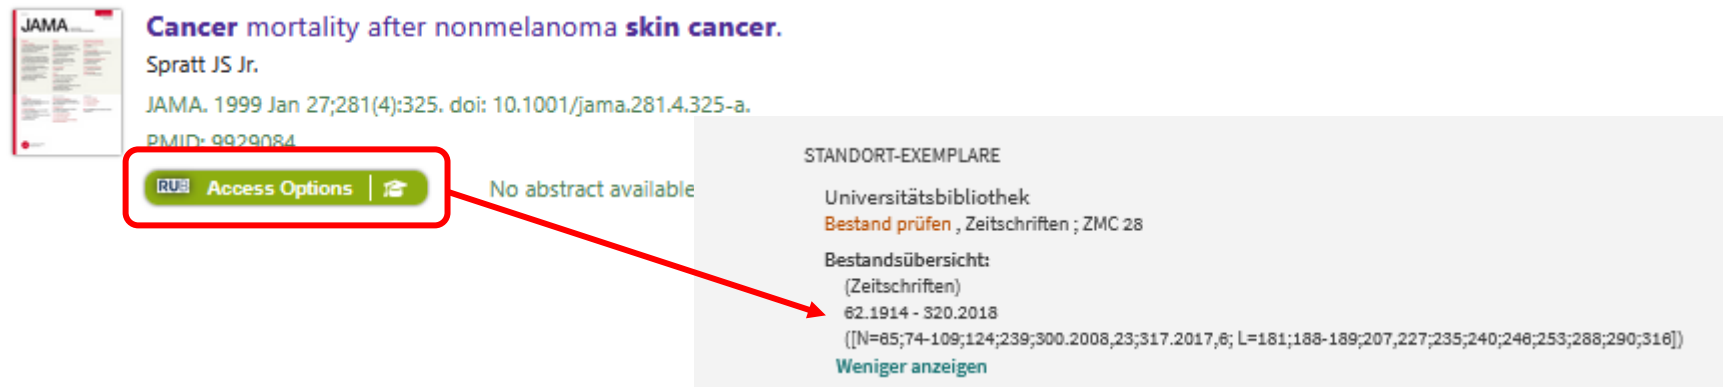 JAMA
Cancer mortality after nonmelanoma skin cancer.
Spratt JS Jr.
JAMA. 1999 Jan 27;281(4):325. doi: 10.1001/jama.281.4.325-a.
PMID: 9929084
RUB Access Options
No abstract available
STANDORT-EXEMPLARE
Universitätsbibliothek
Bestand prüfen , Zeitschriften ; ZMC 28
Bestandsübersicht:
(Zeitschriften)
62.1914 - 320.2018
([N=65;74-109;124;239;300.2008,23;317.2017,6; L=181;188-189;207,227;235;240;246;253;288;290;316])
Weniger anzeigen